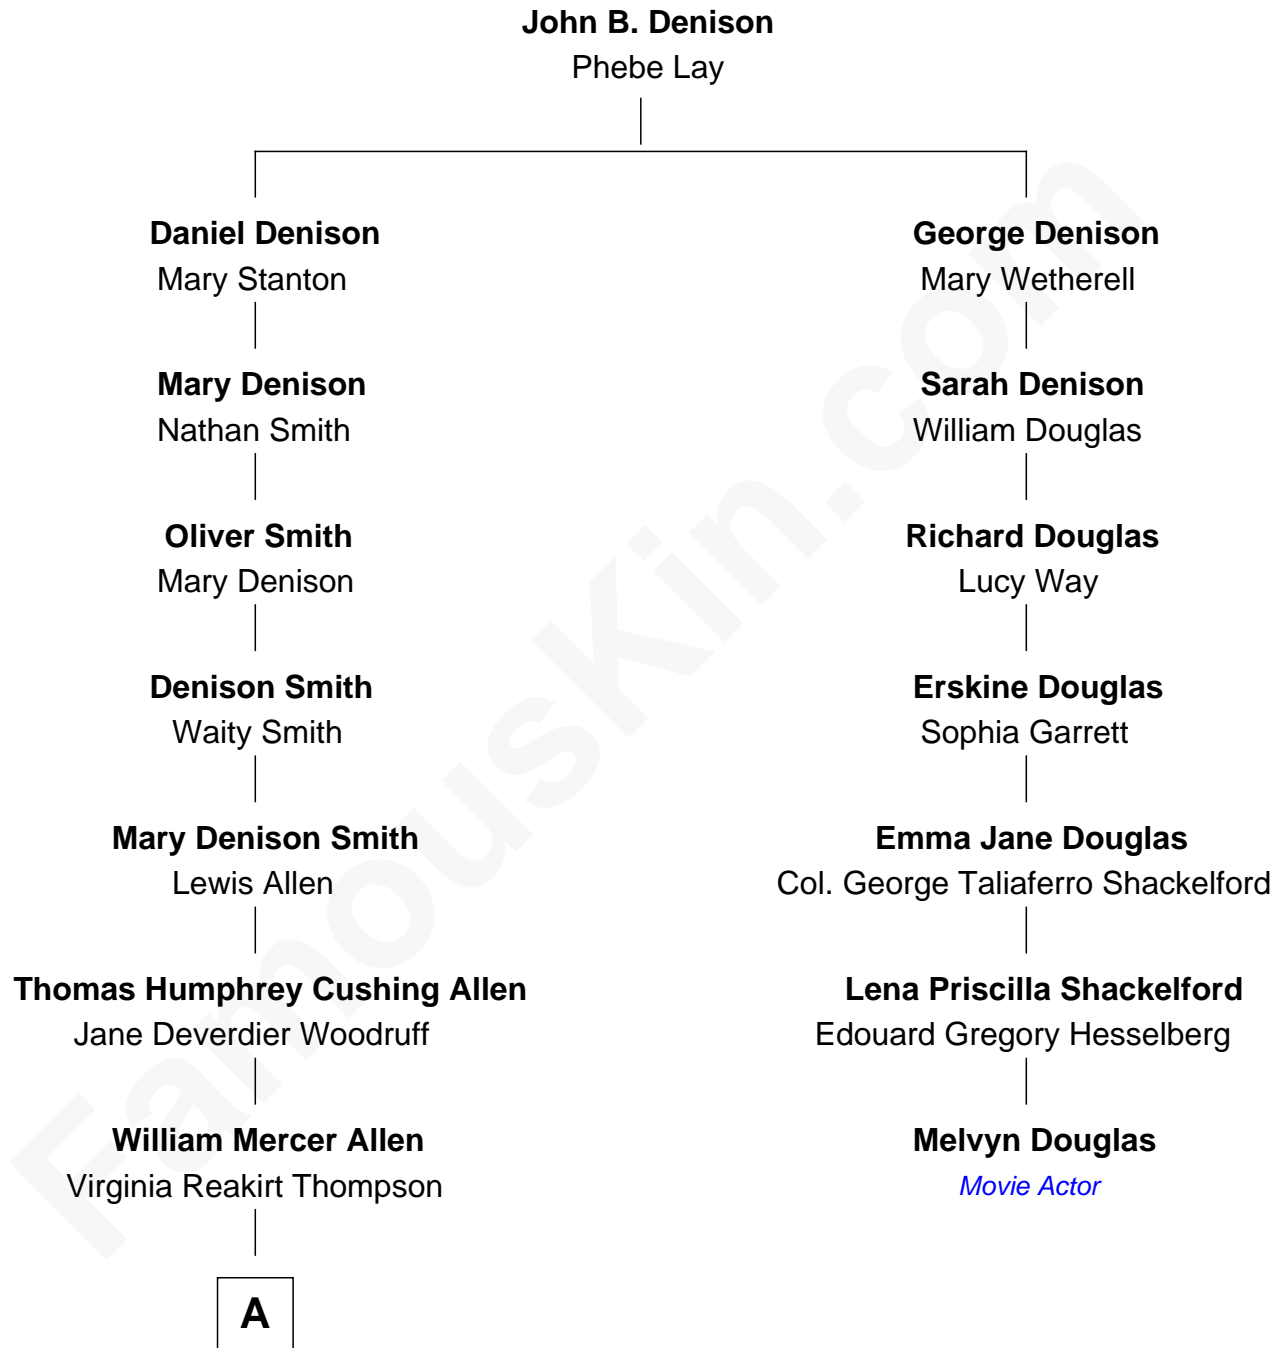 John B. Denison
Phebe Lay
Daniel Denison
Mary Stanton
Mary Denison
Nathan Smith
Oliver Smith
Mary Denison
Denison Smith
Waity Smith
Mary Denison Smith
Lewis Allen
Thomas Humphrey Cushing Allen
Jane Deverdier Woodruff
William Mercer Allen
Virginia Reakirt Thompson
A
George Denison
Mary Wetherell
Sarah Denison
William Douglas
Richard Douglas
Lucy Way
Erskine Douglas
Sophia Garrett
Emma Jane Douglas
Col. George Taliaferro Shackelford
Lena Priscilla Shackelford
Edouard Gregory Hesselberg
Melvyn Douglas
Movie Actor
FamousKin.com